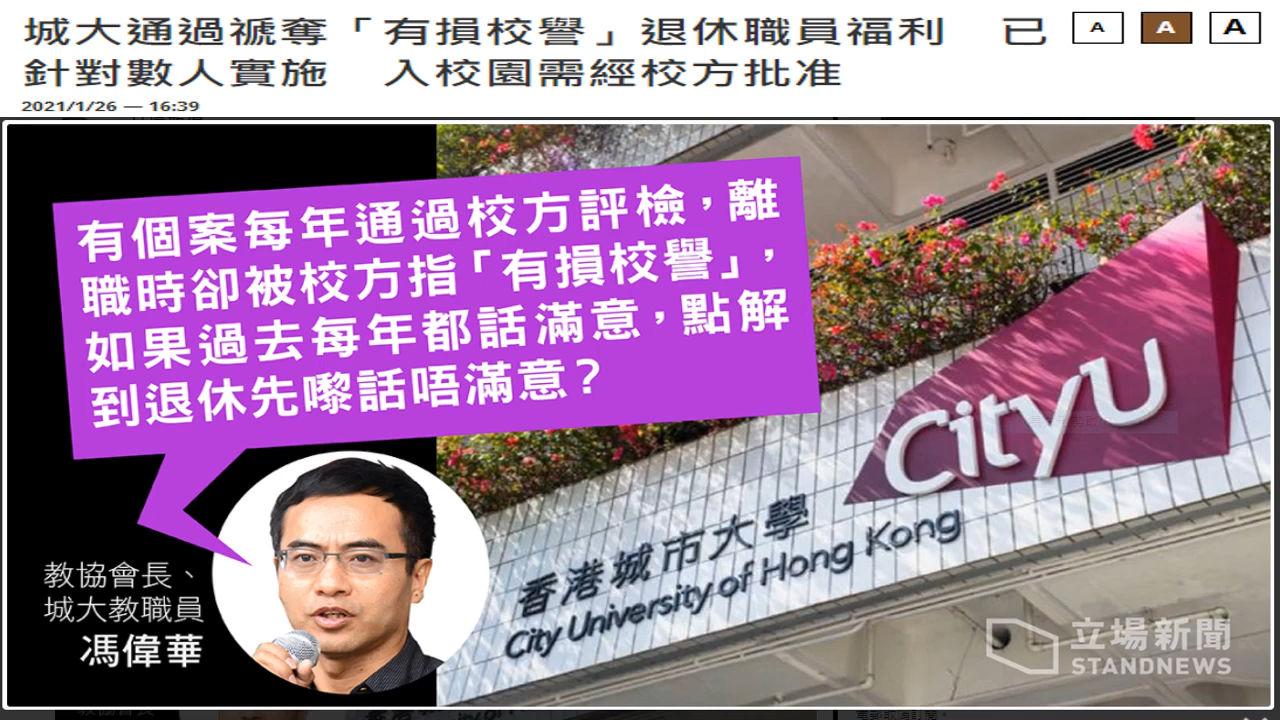 城大通過褫奪「有損校譽」退休職員福利　已
針對數人實施　入校園需經校方批准
A A A
2021/1/26 — 16:39
有個案每年通過校方評檢，離
職時卻被校方指「有損校譽」，
如果過去每年都話滿意，點解
到退休先嚟話唔滿意？
CityU
香港城市大學
City University of Hong Kong
教協會長、
城大教職員
馮偉華
立場新聞
STANDNEWS